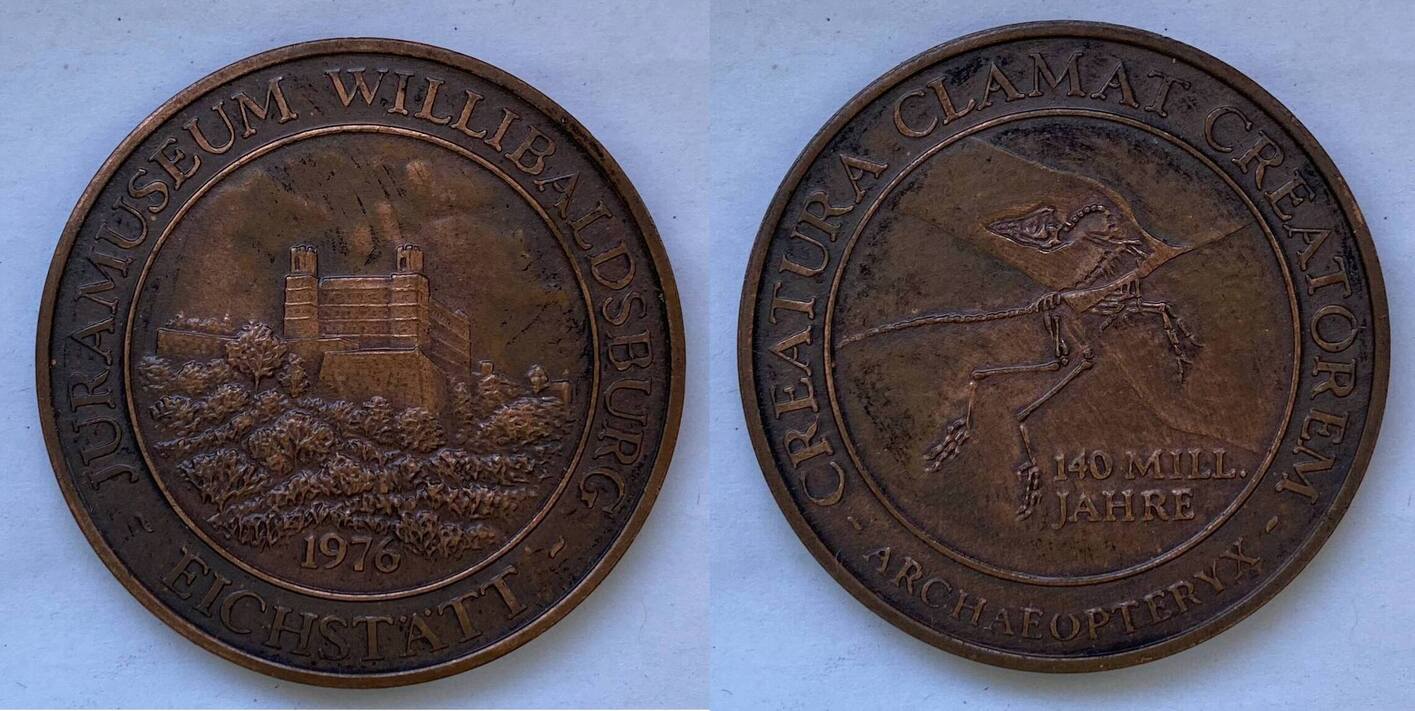 JURAMUSEUM WILLIBALDSBURG
- EICHSTÄTT -
1976
CREATURA CLAMAT CREATOREM
- ARCHAEOPTERYX -
140 MILL.
JAHRE